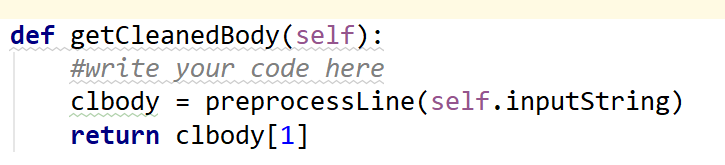 def getCleanedBody(self):
    #write your code here
    clbody = preprocessLine(self.inputString)
    return clbody[1]